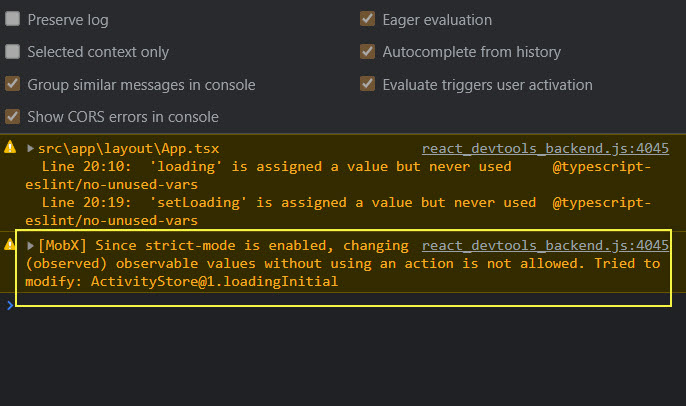 Preserve log
Eager evaluation
Selected context only
Autocomplete from history
Group similar messages in console
Evaluate triggers user activation
Show CORS errors in console
src\app\layout\App.tsx react_devtools_backend.js:4045
Line 20:10: 'loading' is assigned a value but never used @typescript-
eslint/no-unused-vars
Line 20:19: 'setLoading' is assigned a value but never used @typescript-
eslint/no-unused-vars
[MobX] Since strict-mode is enabled, changing react_devtools_backend.js:4045
(observed) observable values without using an action is not allowed. Tried to
modify: ActivityStore@1.loadingInitial